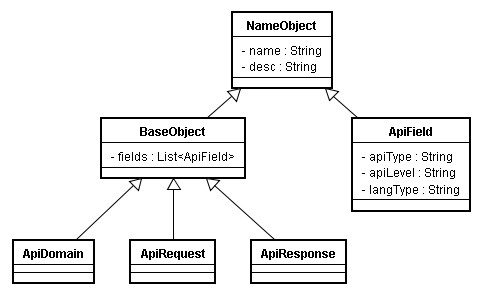 NameObject
- name : String
- desc : String
BaseObject
- fields : List<ApiField>
ApiField
- apiType : String
- apiLevel : String
- langType : String
ApiDomain
ApiRequest
ApiResponse